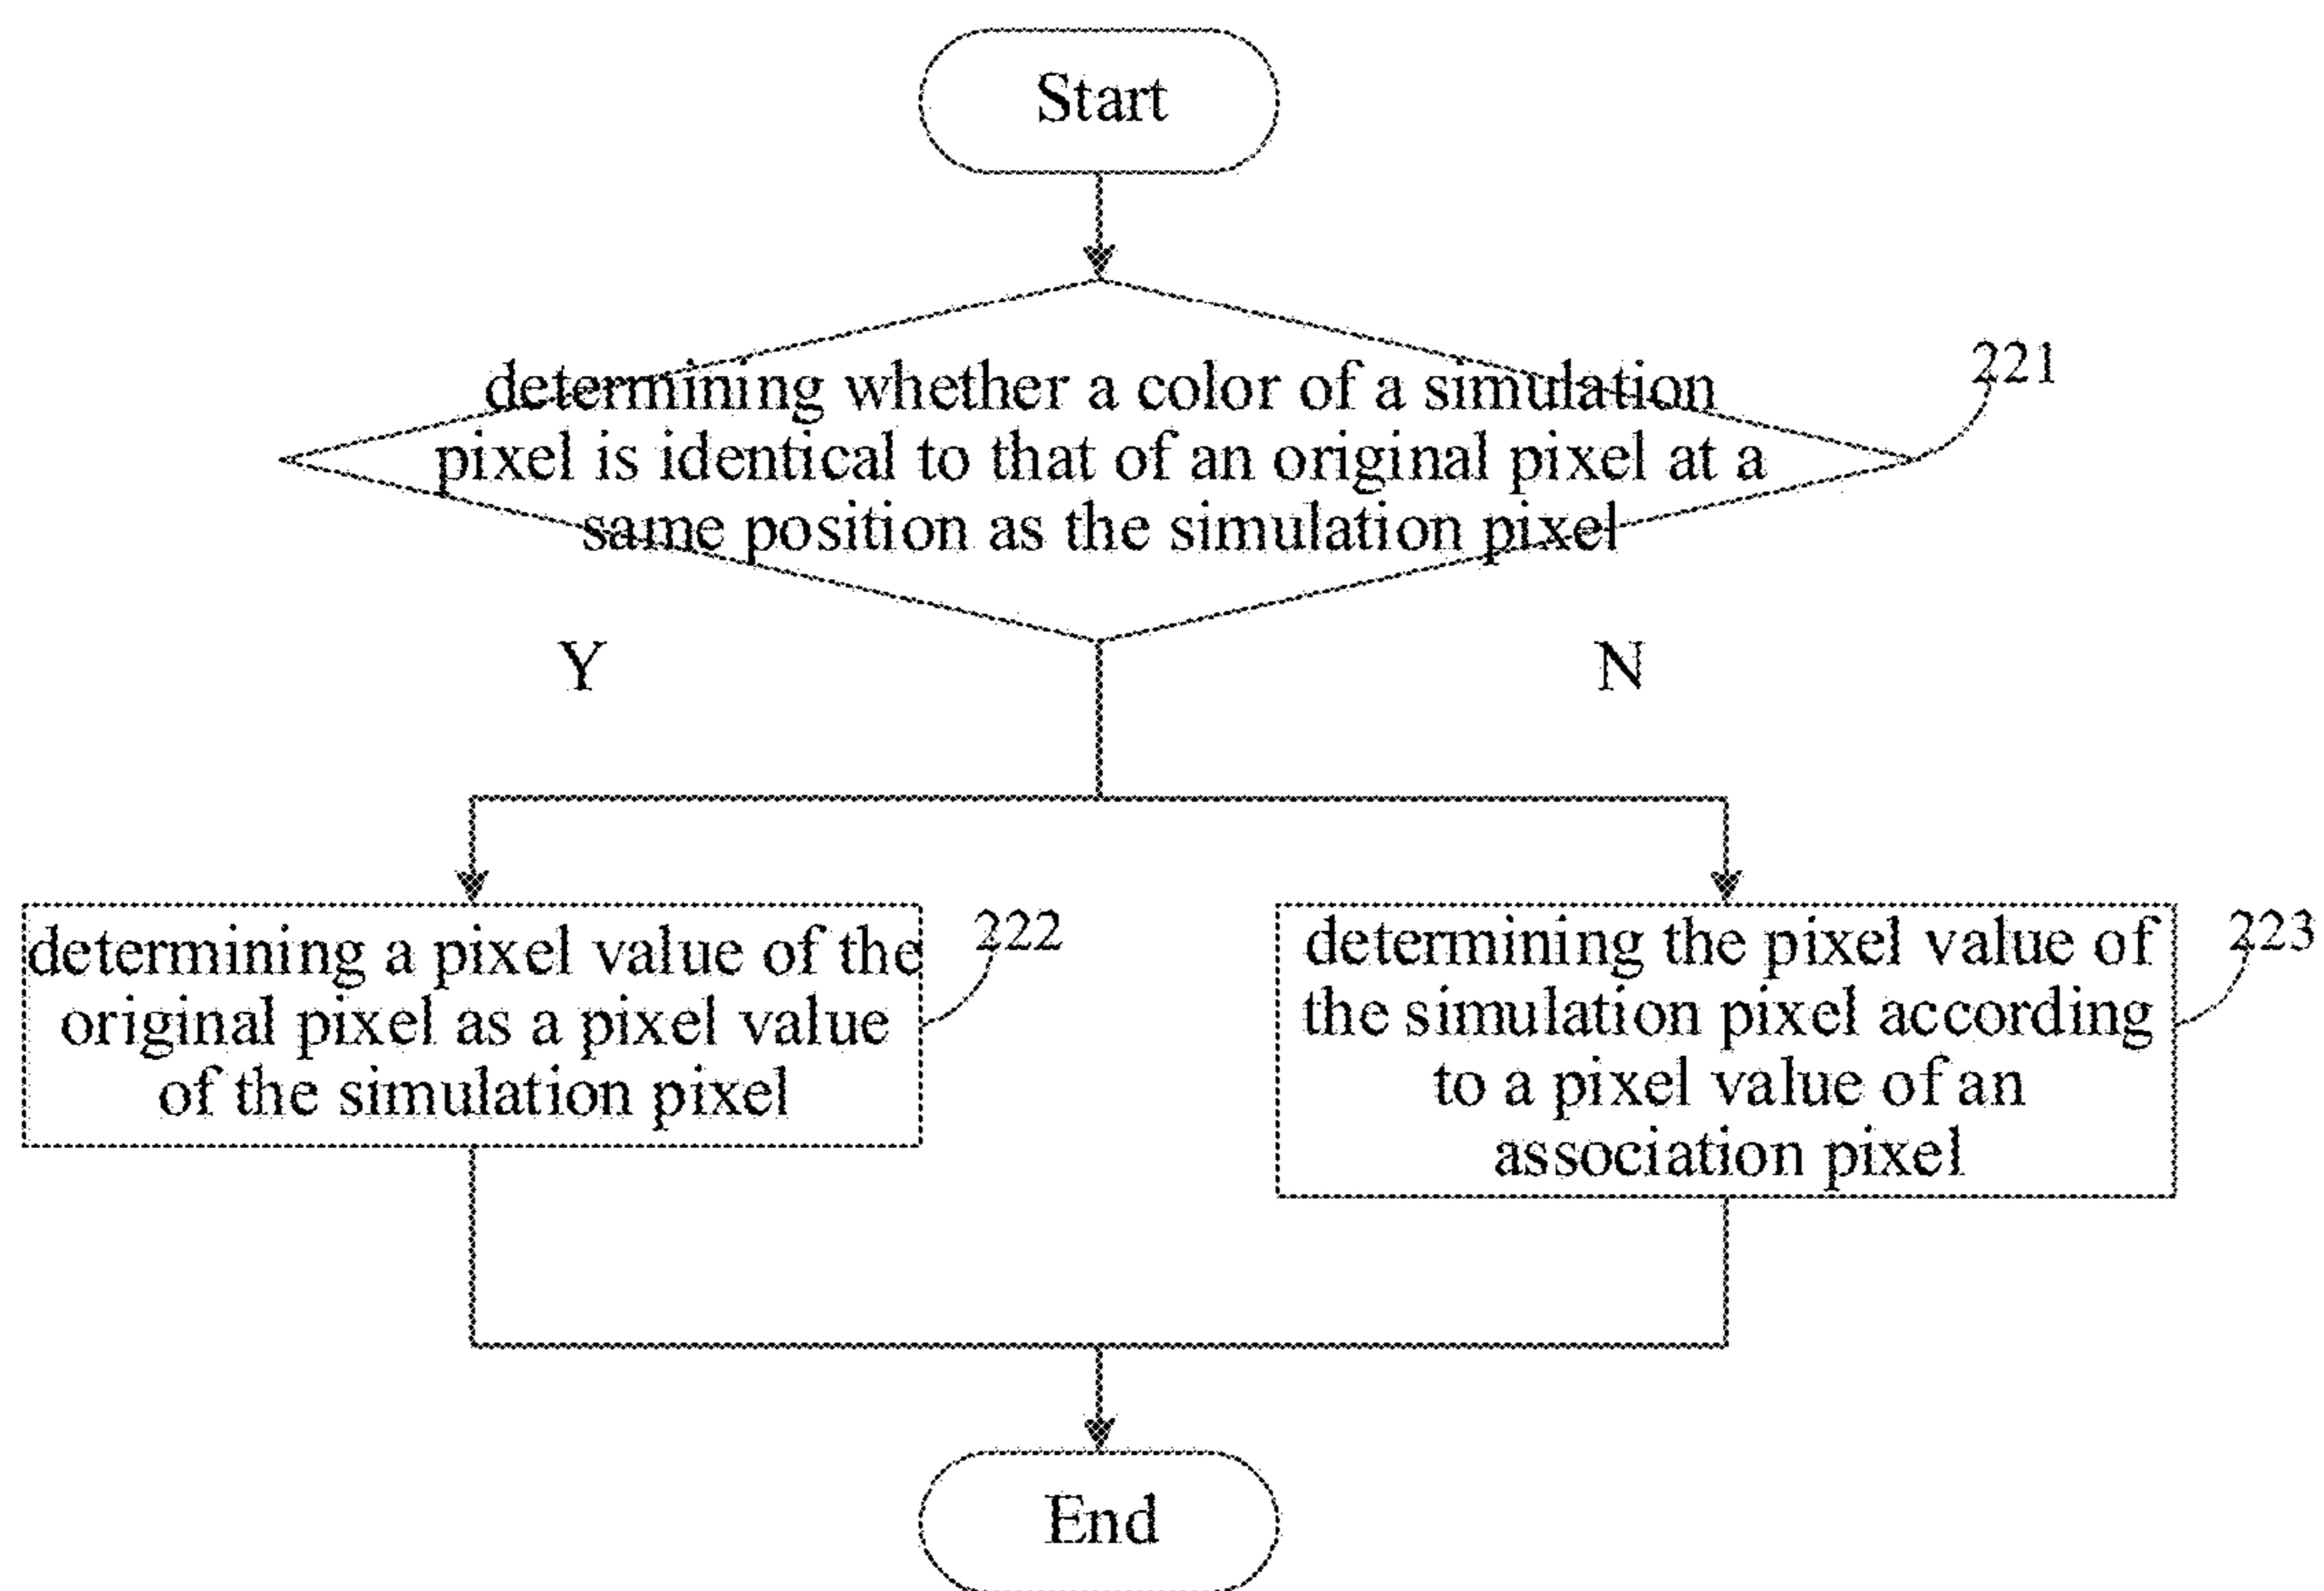 Start
determining whether a color of a simulation
pixel is identical to that of an original pixel at a
same position as the simulation pixel
221
Y
N
determining a pixel value of the
original pixel as a pixel value
of the simulation pixel
222
determining the pixel value of
the simulation pixel according
to a pixel value of an
association pixel
223
End